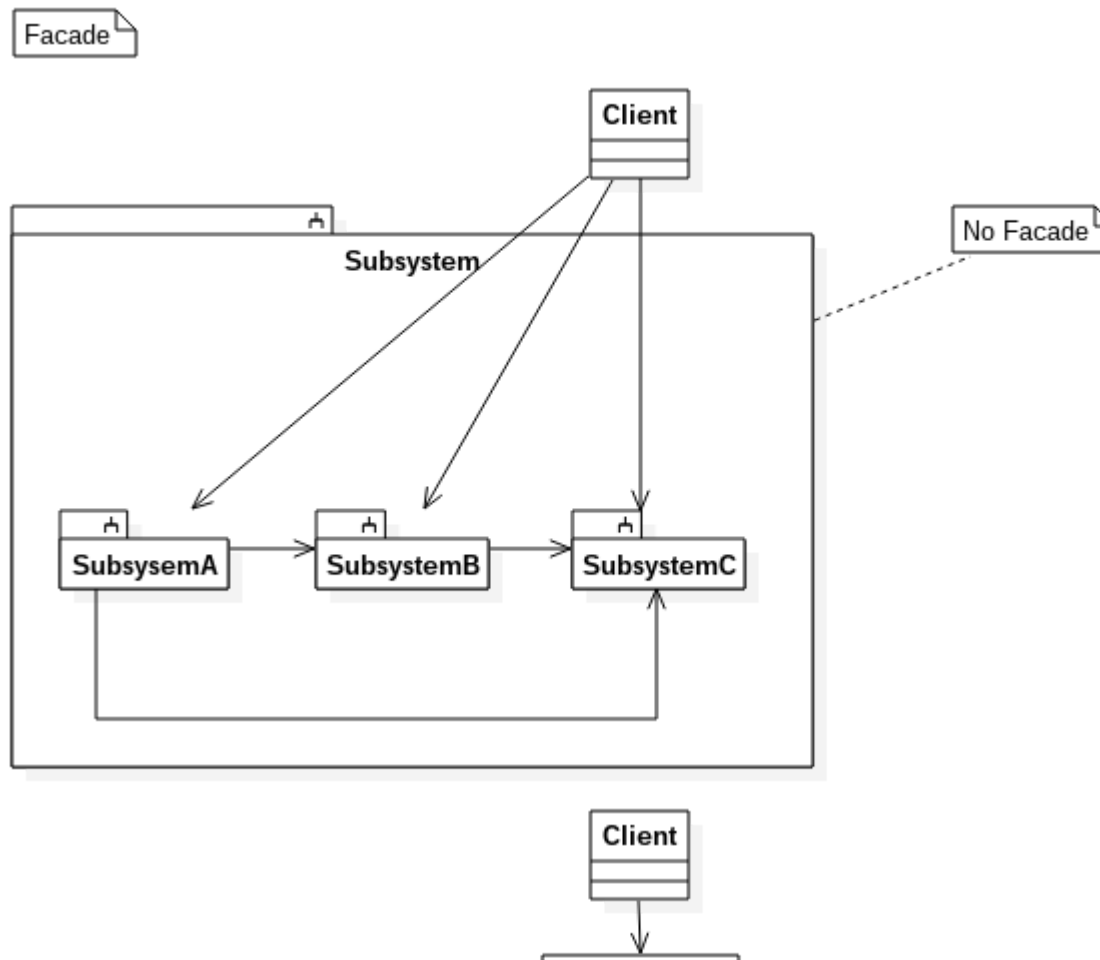 Facade
Client
No Facade
Subsystem
SubsysemA
SubsystemB
SubsystemC
Client